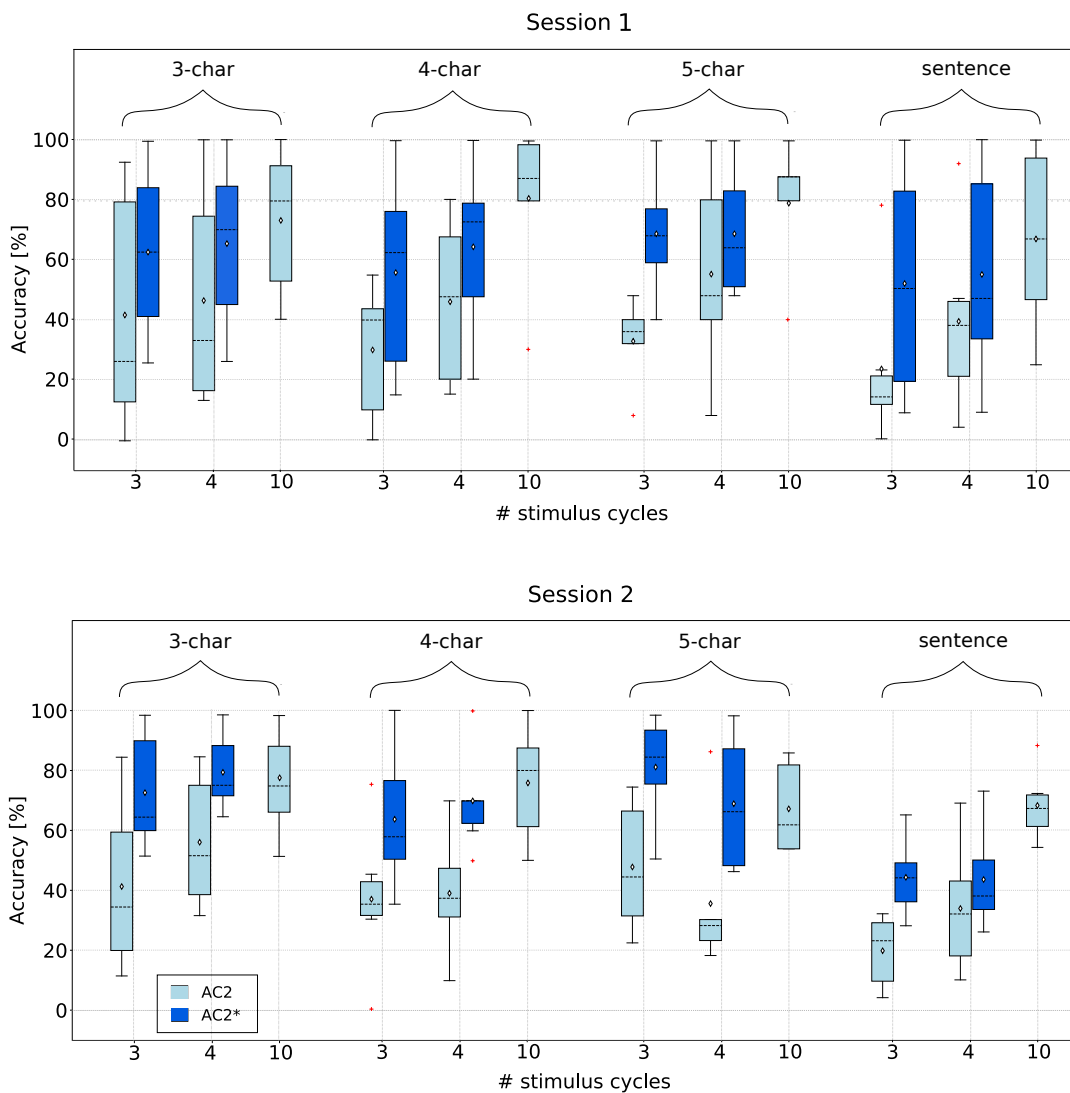 Session 1
3-char 4-char 5-char sentence
Accuracy [%]
100
80
60
40
20
0
3 4 10 3 4 10 3 4 10 3 4 10
# stimulus cycles
Session 2
3-char 4-char 5-char sentence
Accuracy [%]
100
80
60
40
20
0
AC2
AC2*
3 4 10 3 4 10 3 4 10 3 4 10
# stimulus cycles